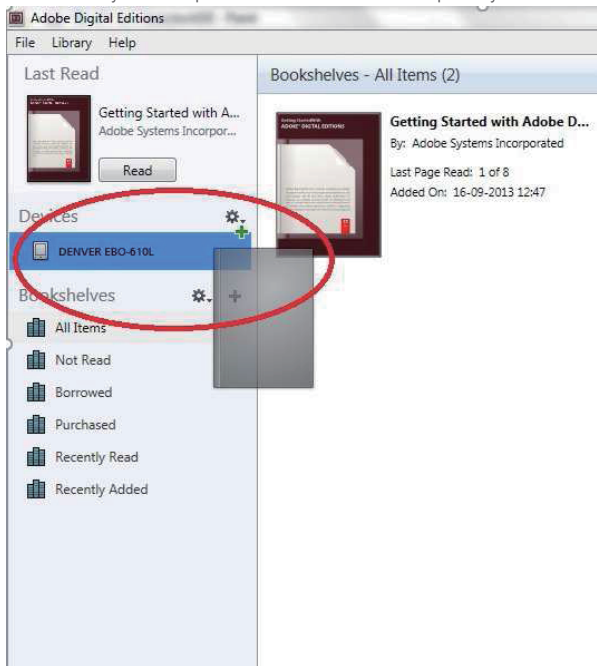 Adobe Digital Editions
File Library Help
Last Read
Getting Started with A...
Adobe Systems Incorpor...
Read
Devices
DENVER EBO-610L
Bookshelves
All Items
Not Read
Borrowed
Purchased
Recently Read
Recently Added
Bookshelves - All Items (2)
Getting Started with Adobe D...
By: Adobe Systems Incorporated
Last Page Read: 1 of 8
Added On: 16-09-2013 12:47